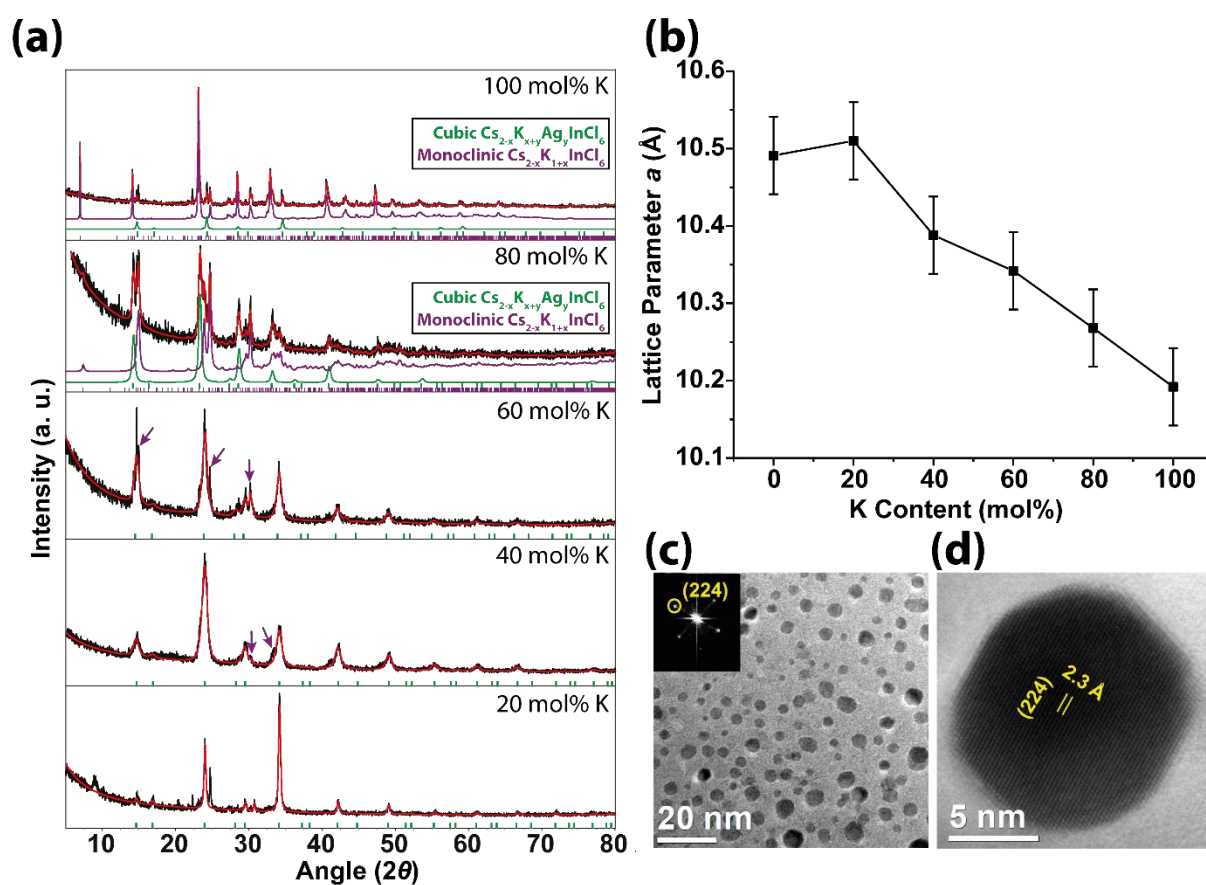 (a)
100 mol% K
Cubic Cs₂₋ₓKₓ₊ᵧAgᵧInCl₆
Monoclinic Cs₂₋ₓK₁₊ₓInCl₆
80 mol% K
Cubic Cs₂₋ₓKₓ₊ᵧAgᵧInCl₆
Monoclinic Cs₂₋ₓK₁₊ₓInCl₆
60 mol% K
40 mol% K
20 mol% K
Intensity (a. u.)
10 20 30 40 50 60 70 80
Angle (2θ)
(b)
Lattice Parameter a (Å)
10.6
10.5
10.4
10.3
10.2
10.1
0 20 40 60 80 100
K Content (mol%)
(c)
(224)
20 nm
(d)
(224)
2.3 Å
5 nm